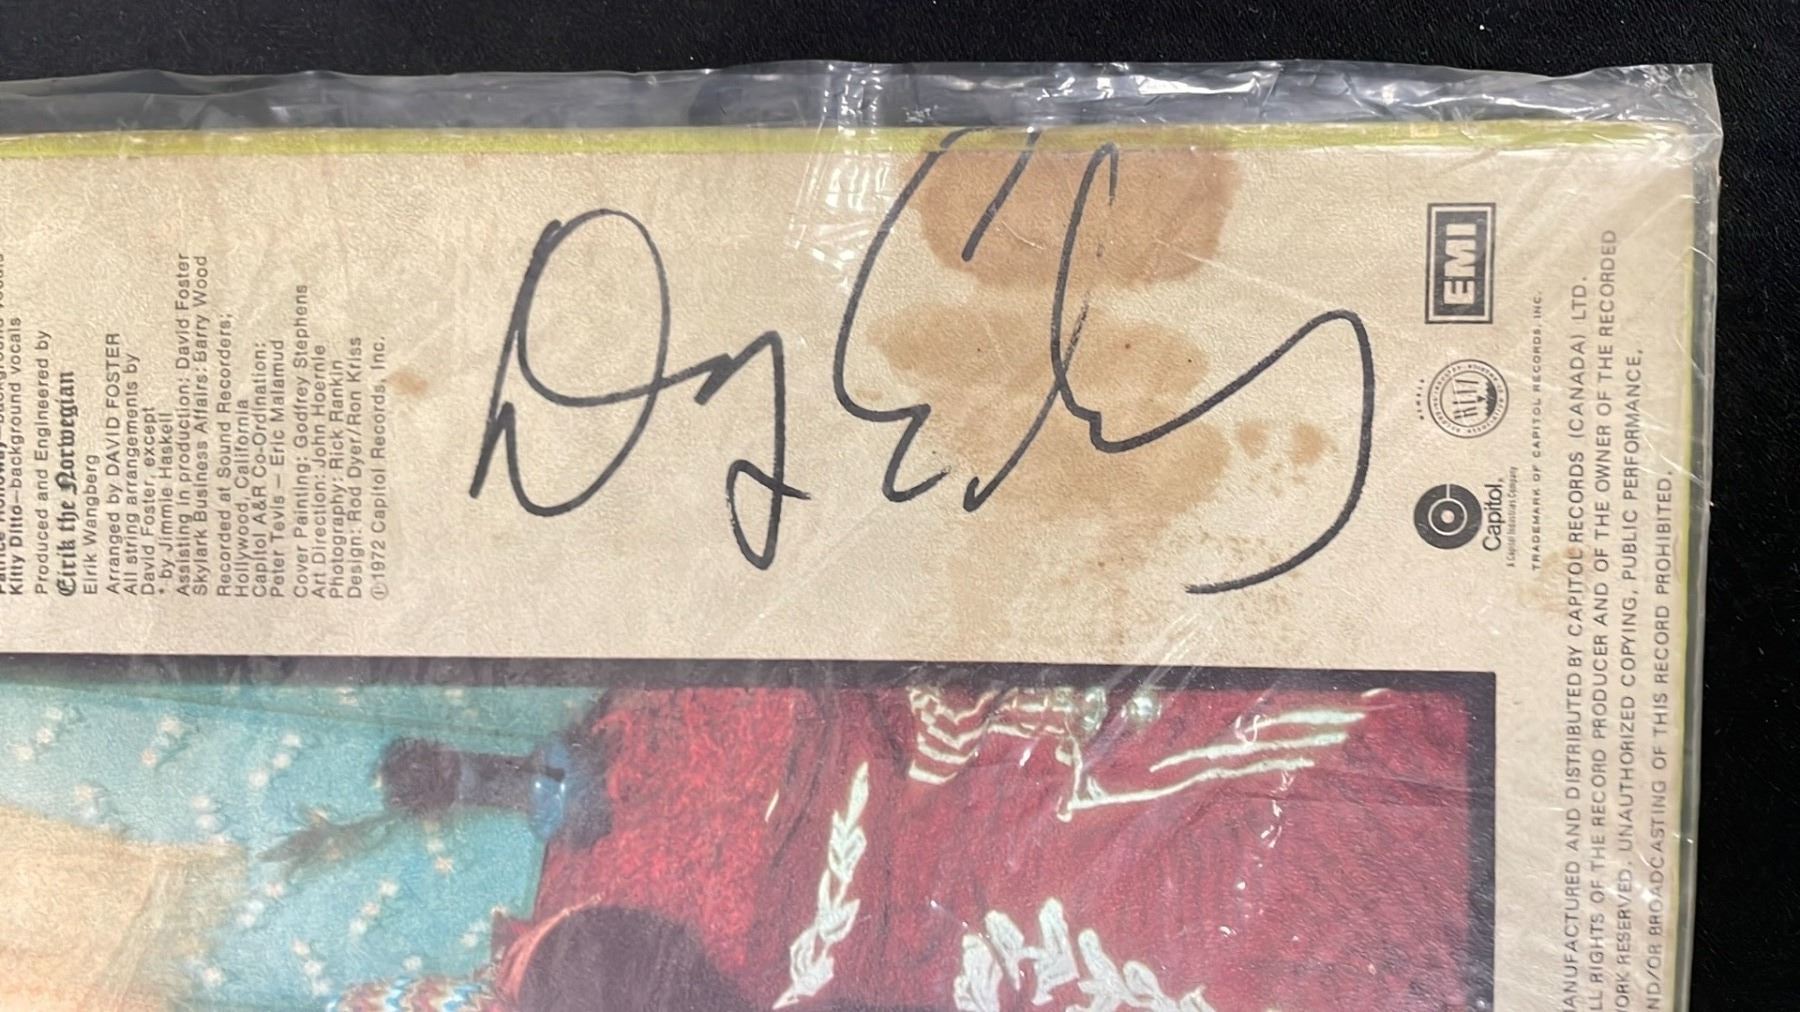 Kitty Ditto–background vocals
Produced and Engineered by
Eirik the Norwegian
Eirik Wangberg
Arranged by DAVID FOSTER
All string arrangements by
David Foster, except
* by Jimmie Haskell
Assisting in production: David Foster
Skylark Business Affairs: Barry Wood
Recorded at Sound Recorders;
Hollywood, California
Capitol A&R Co-Ordination:
Peter Tevis – Eric Malamud
Cover Painting: Godfrey Stephens
Art Direction: John Hoernle
Photography: Rick Rankin
Design: Rod Dyer/Ron Kriss
Ⓟ1972 Capitol Records, Inc.
EMI
Capitol®
TRADEMARK OF CAPITOL RECORDS, INC.
MANUFACTURED AND DISTRIBUTED BY CAPITOL RECORDS (CANADA) LTD.
ALL RIGHTS OF THE RECORD PRODUCER AND OF THE OWNER OF THE RECORDED
WORK RESERVED. UNAUTHORIZED COPYING, PUBLIC PERFORMANCE,
AND/OR BROADCASTING OF THIS RECORD PROHIBITED.